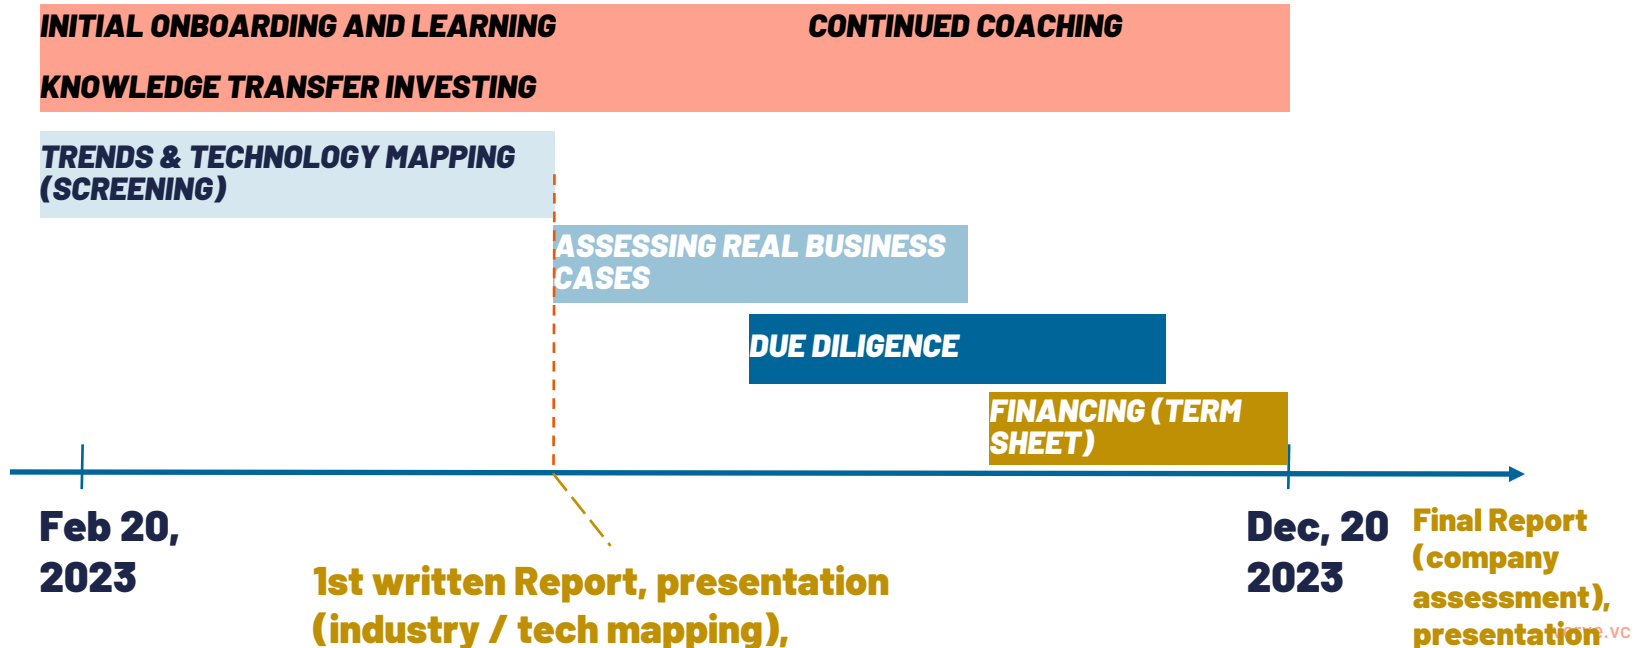 INITIAL ONBOARDING AND LEARNING
CONTINUED COACHING
KNOWLEDGE TRANSFER INVESTING
TRENDS & TECHNOLOGY MAPPING
(SCREENING)
ASSESSING REAL BUSINESS
CASES
DUE DILIGENCE
FINANCING (TERM
SHEET)
Feb 20,
2023
1st written Report, presentation
(industry / tech mapping),
Dec, 20
2023
Final Report
(company
assessment),
presentation